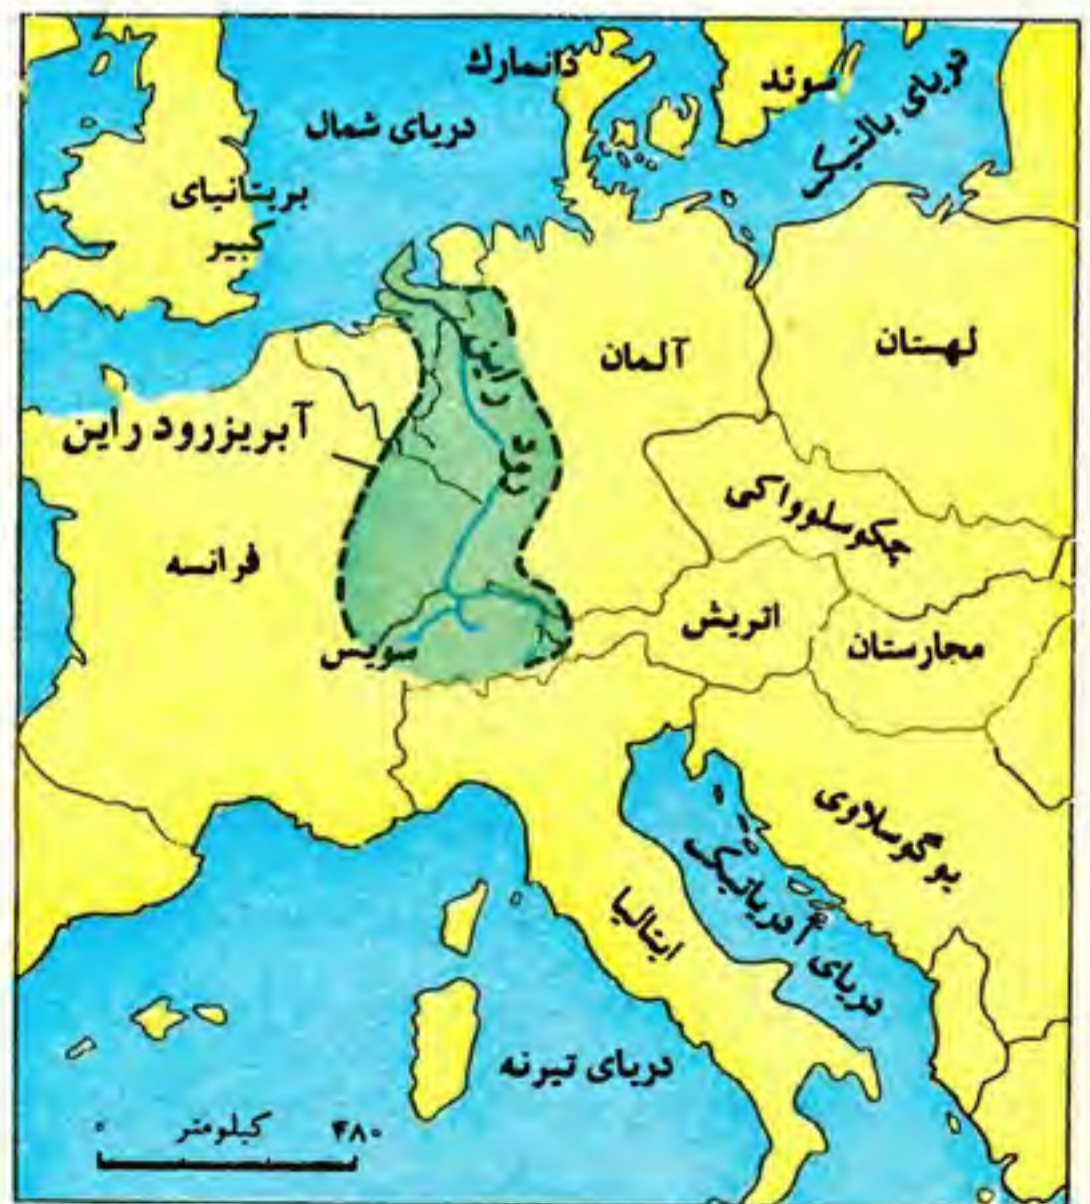 دانمارک
سوئد
دریای بالتیک
دریای شمال
بریتانیای
کبیر
آلمان
لهستان
رود راین
آبریزرود راین
چکوسلوواکی
فرانسه
اتریش
مجارستان
سویس
یوگوسلاوی
دریای آدریاتیک
ایتالیا
دریای تیرنه
۰ کیلومتر ۴۸۰